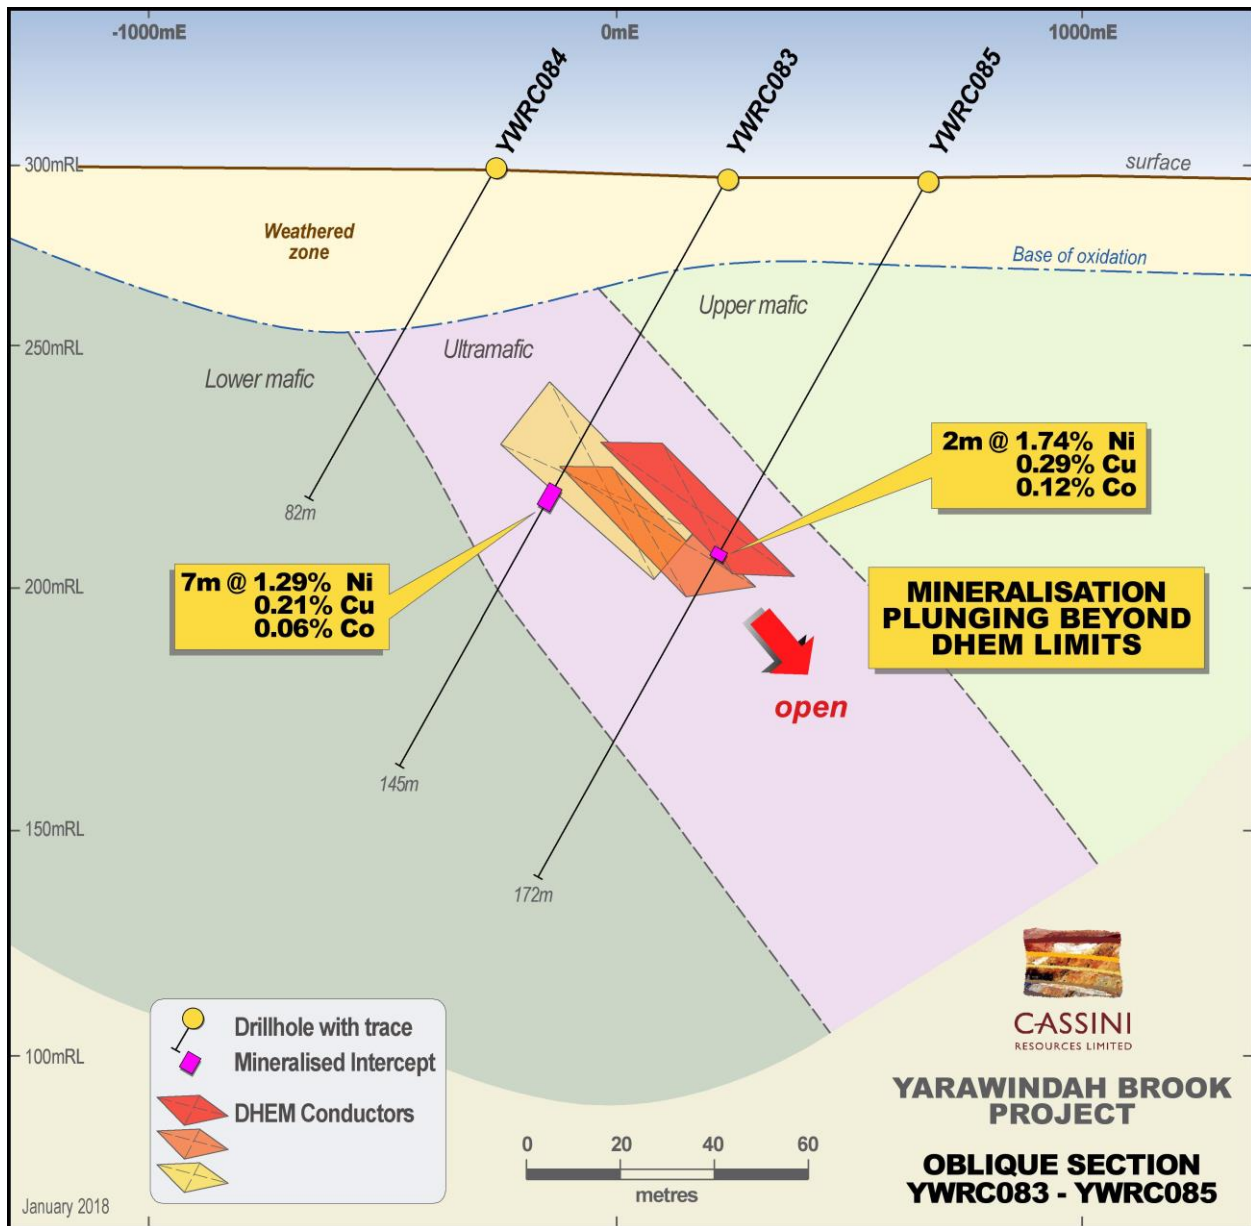 -1000mE
0mE
1000mE
YWRC084
YWRC083
YWRC085
300mRL
surface
Weathered
zone
Base of oxidation
Upper mafic
250mRL
Ultramafic
Lower mafic
2m @ 1.74% Ni
0.29% Cu
0.12% Co
82m
7m @ 1.29% Ni
0.21% Cu
0.06% Co
200mRL
MINERALISATION
PLUNGING BEYOND
DHEM LIMITS
open
145m
150mRL
172m
CASSINI
RESOURCES LIMITED
100mRL
Drillhole with trace
Mineralised Intercept
DHEM Conductors
YARAWINDAH BROOK
PROJECT
0 20 40 60
metres
OBLIQUE SECTION
YWRC083 - YWRC085
January 2018